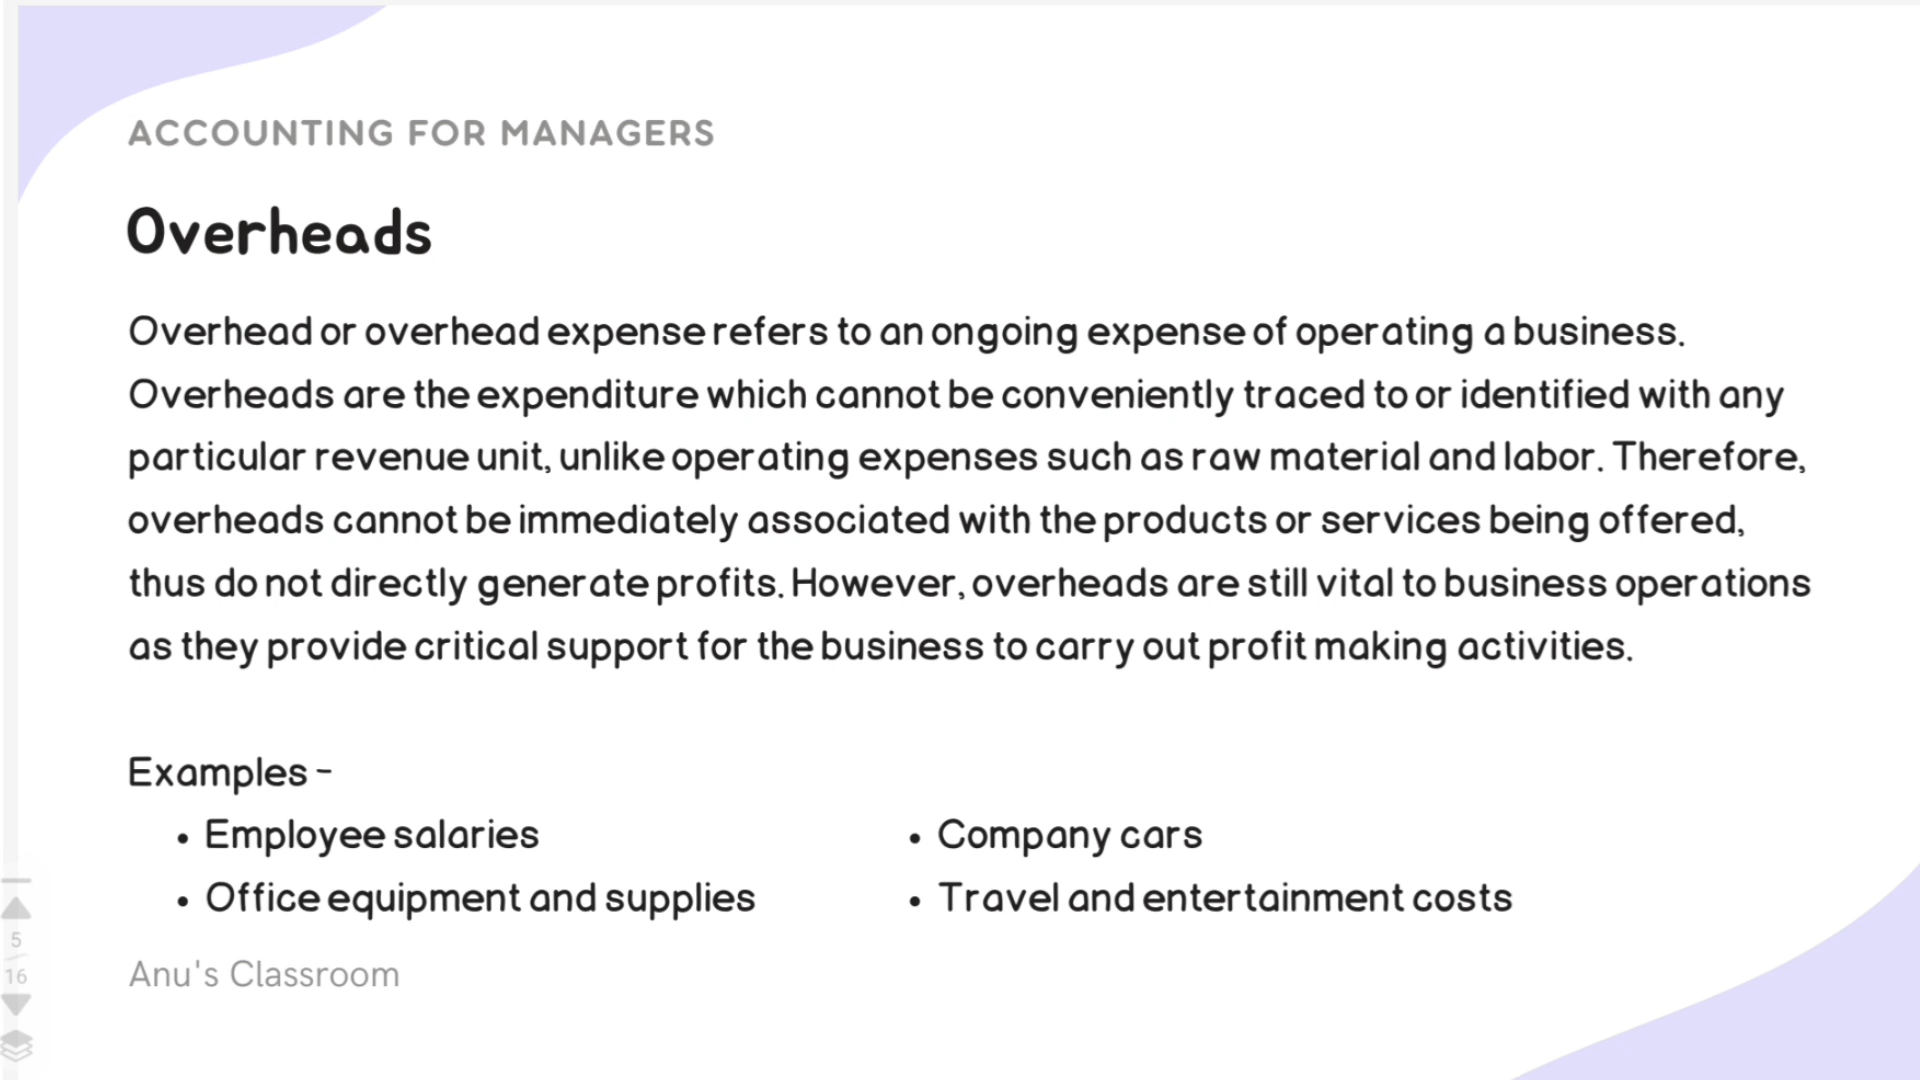 ACCOUNTING FOR MANAGERS
Overheads
Overhead or overhead expense refers to an ongoing expense of operating a business.
Overheads are the expenditure which cannot be conveniently traced to or identified with any
particular revenue unit, unlike operating expenses such as raw material and labor. Therefore,
overheads cannot be immediately associated with the products or services being offered,
thus do not directly generate profits. However, overheads are still vital to business operations
as they provide critical support for the business to carry out profit making activities.
Examples -
• Employee salaries
• Office equipment and supplies
• Company cars
• Travel and entertainment costs
Anu's Classroom
5
16